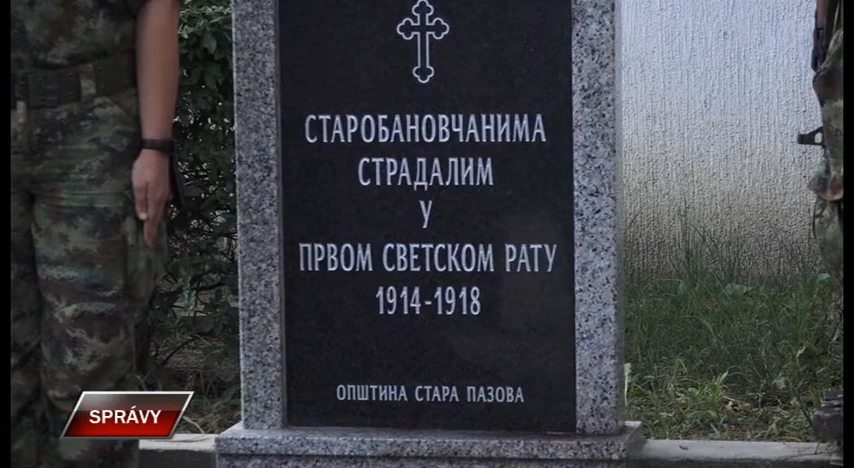 СТАРОБАНОВЧАНИМА
СТРАДАЛИМ
У
ПРВОМ СВЕТСКОМ РАТУ
1914-1918
ОПШТИНА СТАРА ПАЗОВА
SPRÁVY